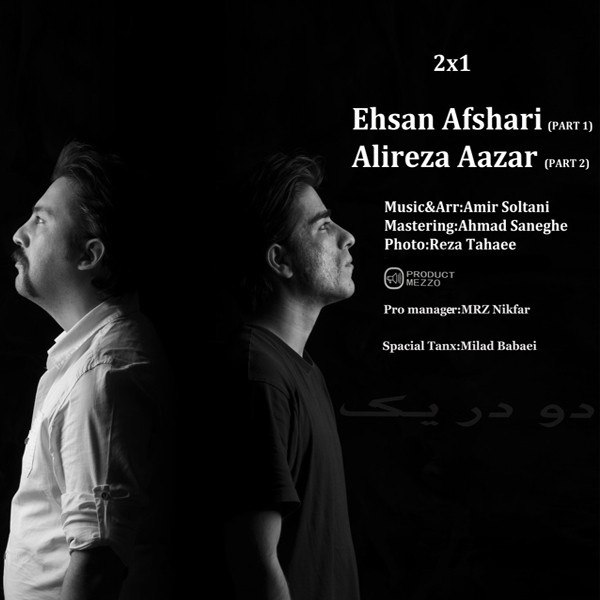 2x1
Ehsan Afshari (PART 1)
Alireza Aazar (PART 2)
Music&Arr:Amir Soltani
Mastering:Ahmad Saneghe
Photo:Reza Tahaee
PRODUCT
MEZZO
Pro manager:MRZ Nikfar
Spacial Tanx:Milad Babaei
دو در یک